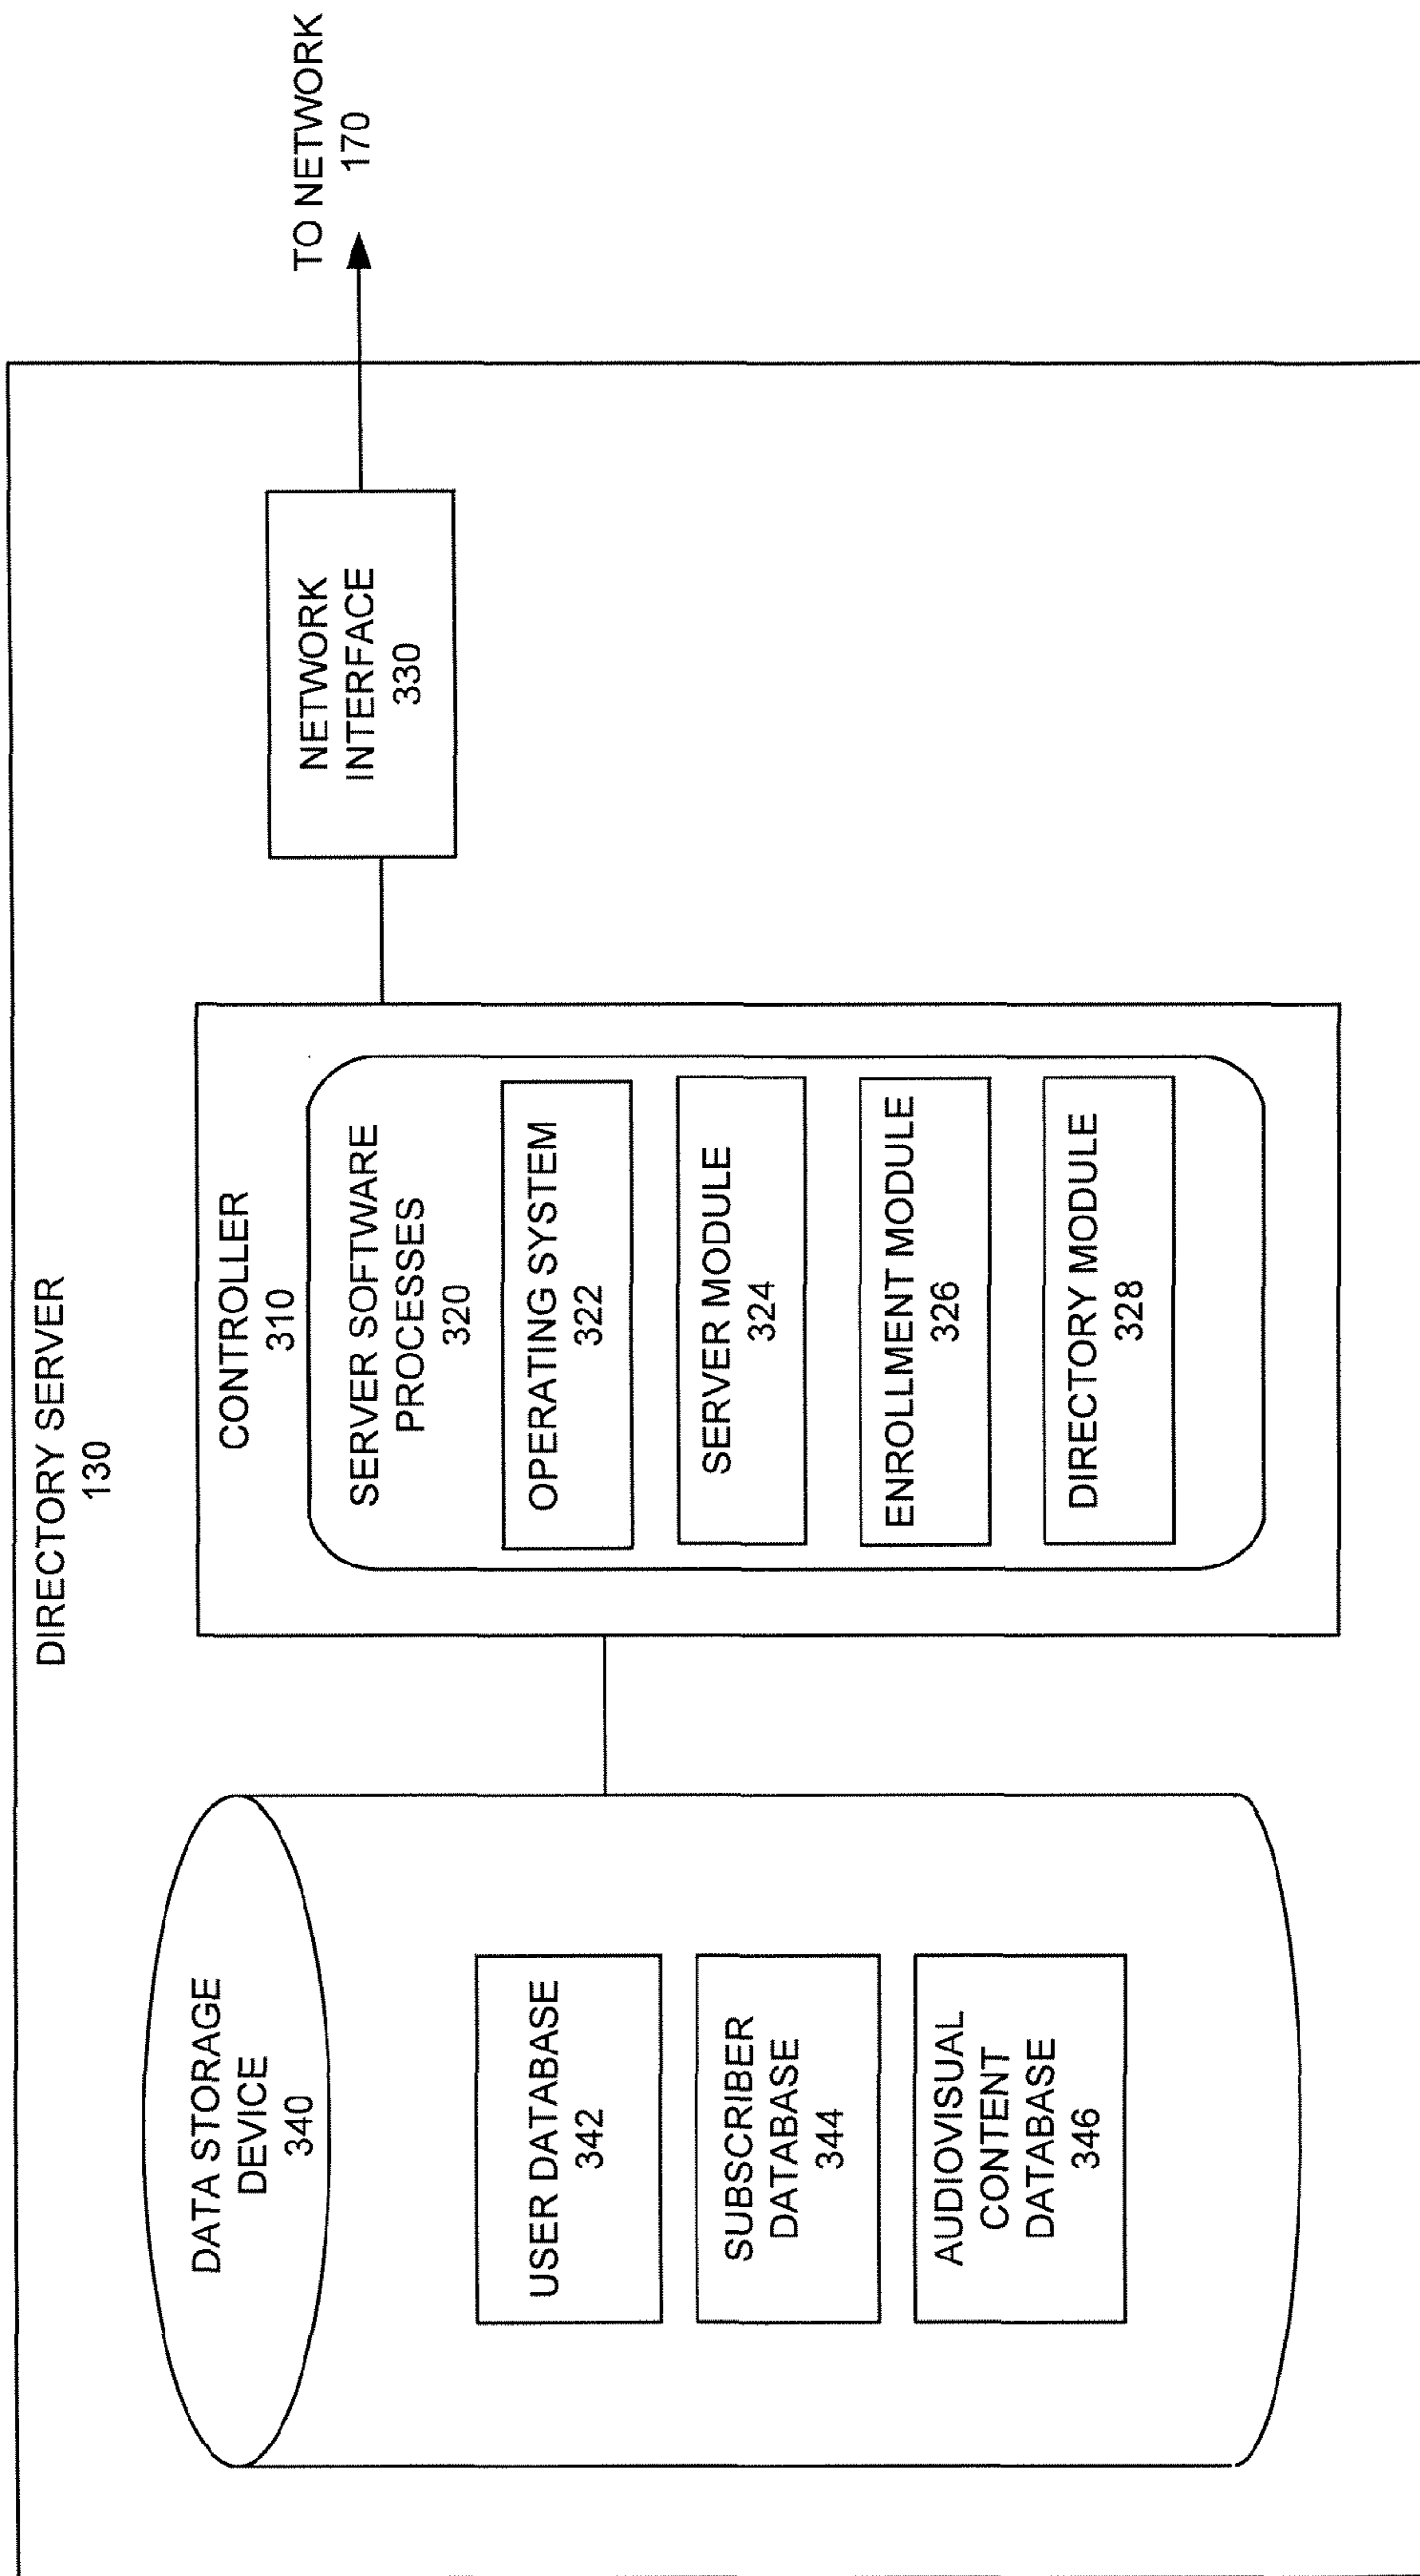 DIRECTORY SERVER
130
DATA STORAGE
DEVICE
340
USER DATABASE
342
SUBSCRIBER
DATABASE
344
AUDIOVISUAL
CONTENT
DATABASE
346
CONTROLLER
310
SERVER SOFTWARE
PROCESSES
320
OPERATING SYSTEM
322
SERVER MODULE
324
ENROLLMENT MODULE
326
DIRECTORY MODULE
328
NETWORK
INTERFACE
330
TO NETWORK
170